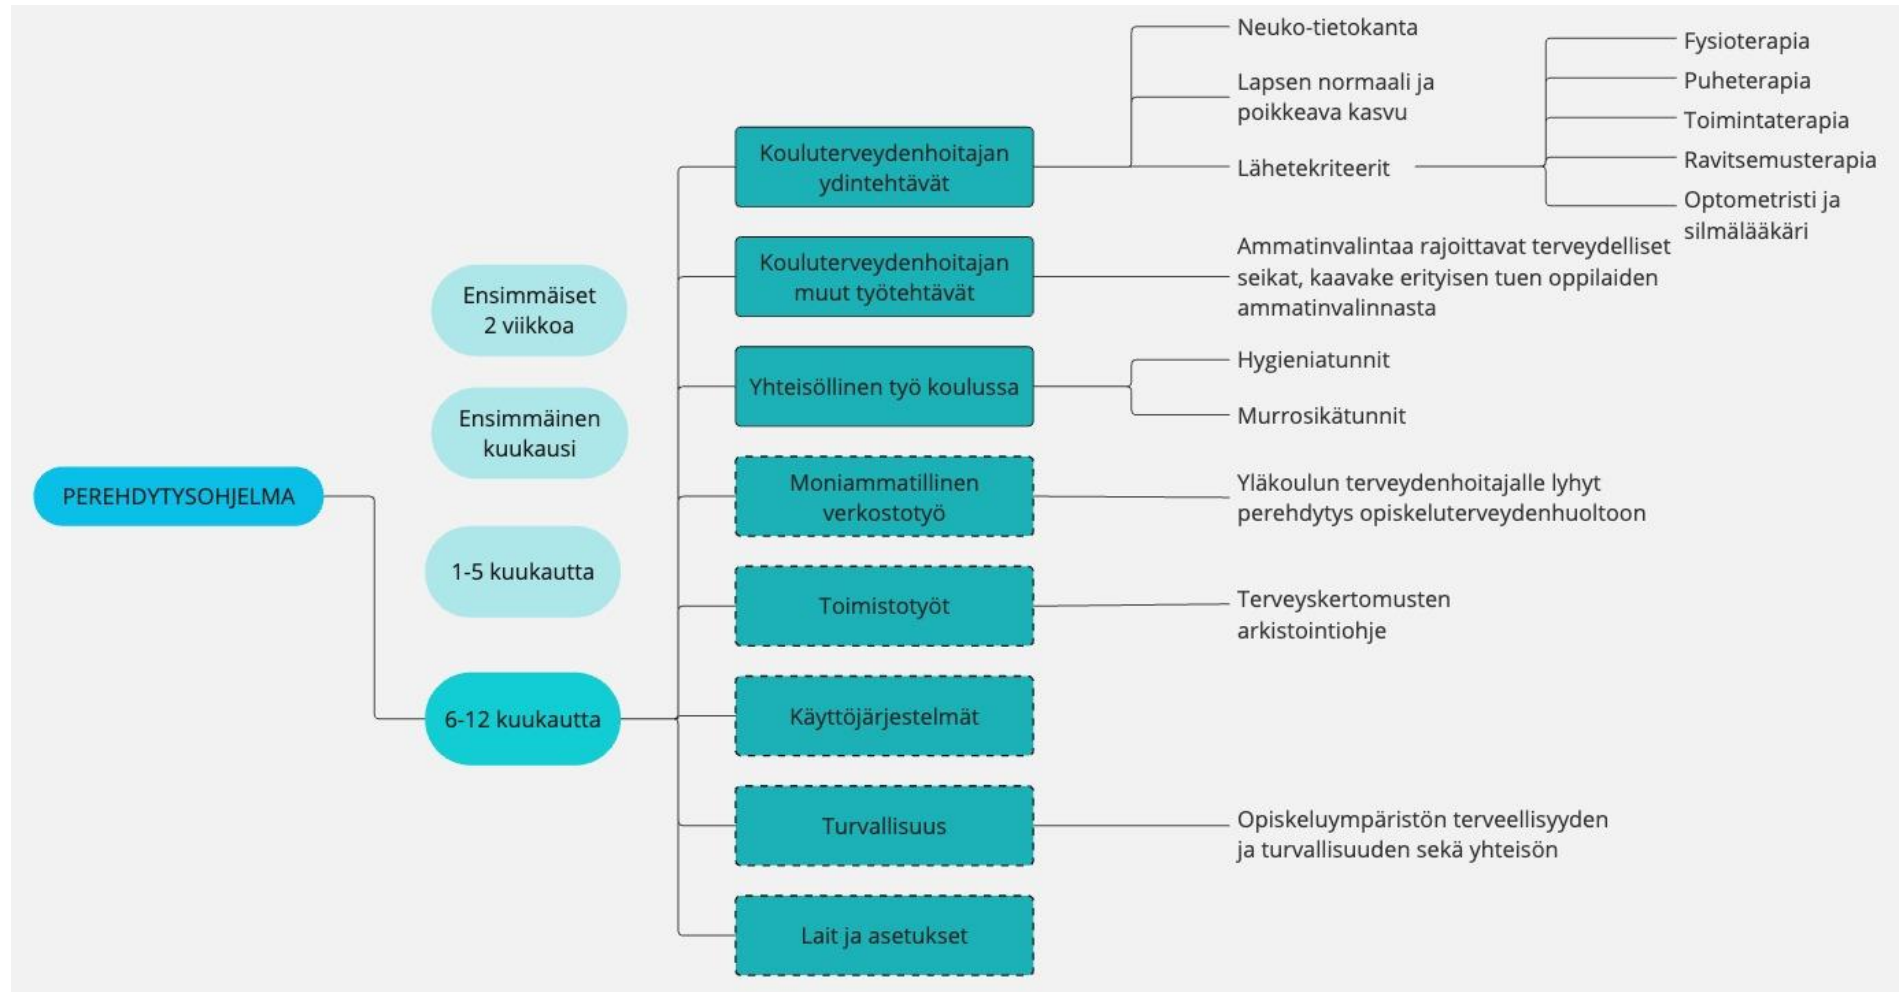 PEREHDYTYSOHJELMA
Ensimmäiset
2 viikkoa
Ensimmäinen
kuukausi
1-5 kuukautta
6-12 kuukautta
Kouluterveydenhoitajan
ydintehtävät
Neuko-tietokanta
Lapsen normaali ja
poikkeava kasvu
Lähetekriteerit
Fysioterapia
Puheterapia
Toimintaterapia
Ravitsemusterapia
Optometristi ja
silmälääkäri
Kouluterveydenhoitajan
muut työtehtävät
Ammatinvalintaa rajoittavat terveydelliset
seikat, kaavake erityisen tuen oppilaiden
ammatinvalinnasta
Yhteisöllinen työ koulussa
Hygieniatunnit
Murrosikätunnit
Moniammatillinen
verkostotyö
Yläkoulun terveydenhoitajalle lyhyt
perehdytys opiskeluterveydenhuoltoon
Toimistotyöt
Terveyskertomusten
arkistointiohje
Käyttöjärjestelmät
Turvallisuus
Opiskeluympäristön terveellisyyden
ja turvallisuuden sekä yhteisön
Lait ja asetukset